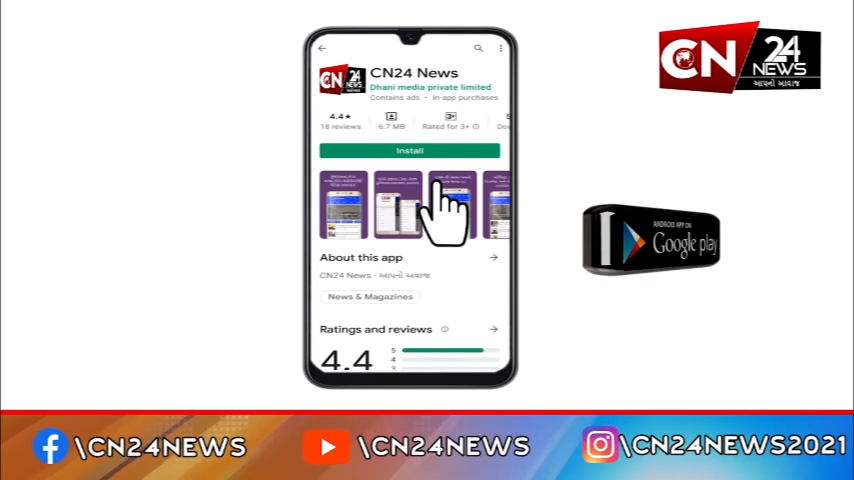 CN24 News
Dhani media private limited
Contains ads • In-app purchases
4.4★
18 reviews
6.7 MB
3+
Rated for 3+
Install
About this app
CN24 News - આપનો અવાજ
News & Magazines
Ratings and reviews
4.4
5
4
3
CN
24
NEWS
આપનો અવાજ
ANDROID APP ON
Google play
\CN24NEWS
\CN24NEWS
\CN24NEWS2021